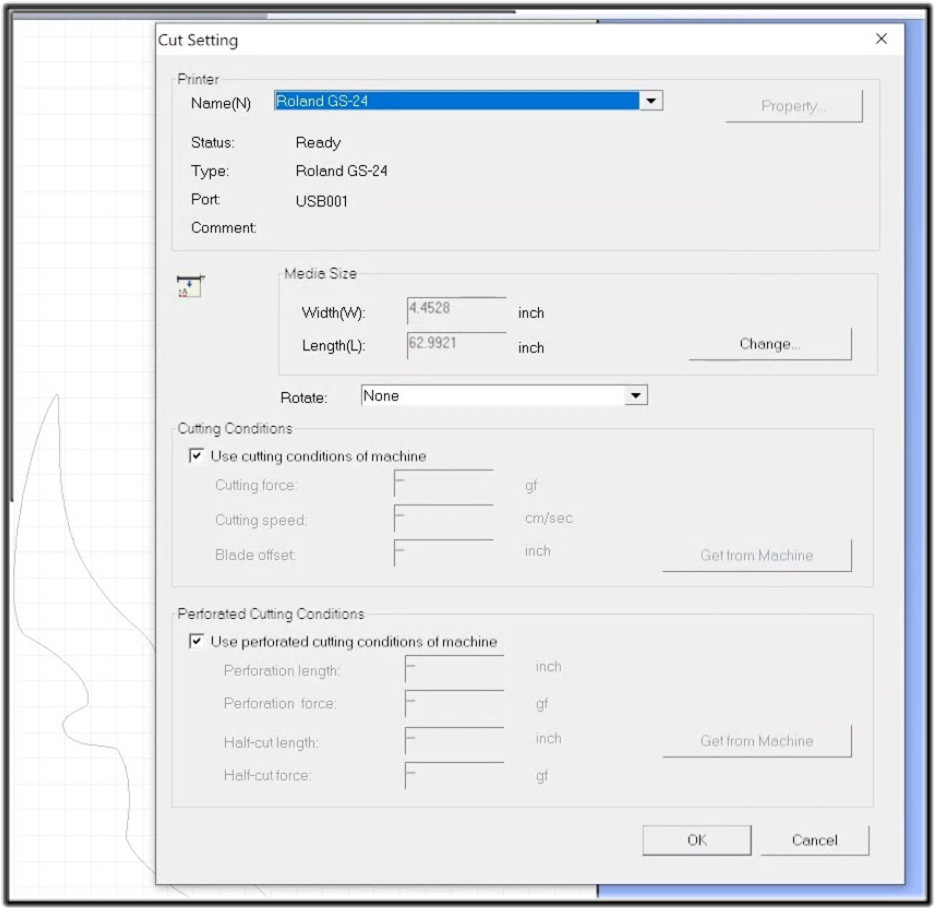 Cut Setting
Printer
Name(N) Roland GS-24 Property...
Status: Ready
Type: Roland GS-24
Port: USB001
Comment:
Media Size
Width(W): 4.4528 inch
Length(L): 62.9921 inch Change...
Rotate: None
Cutting Conditions
Use cutting conditions of machine
Cutting force: – gf
Cutting speed: – cm/sec
Blade offset: – inch Get from Machine
Perforated Cutting Conditions
Use perforated cutting conditions of machine
Perforation length: – inch
Perforation force: – gf
Half-cut length: – inch Get from Machine
Half-cut force: – gf
OK Cancel